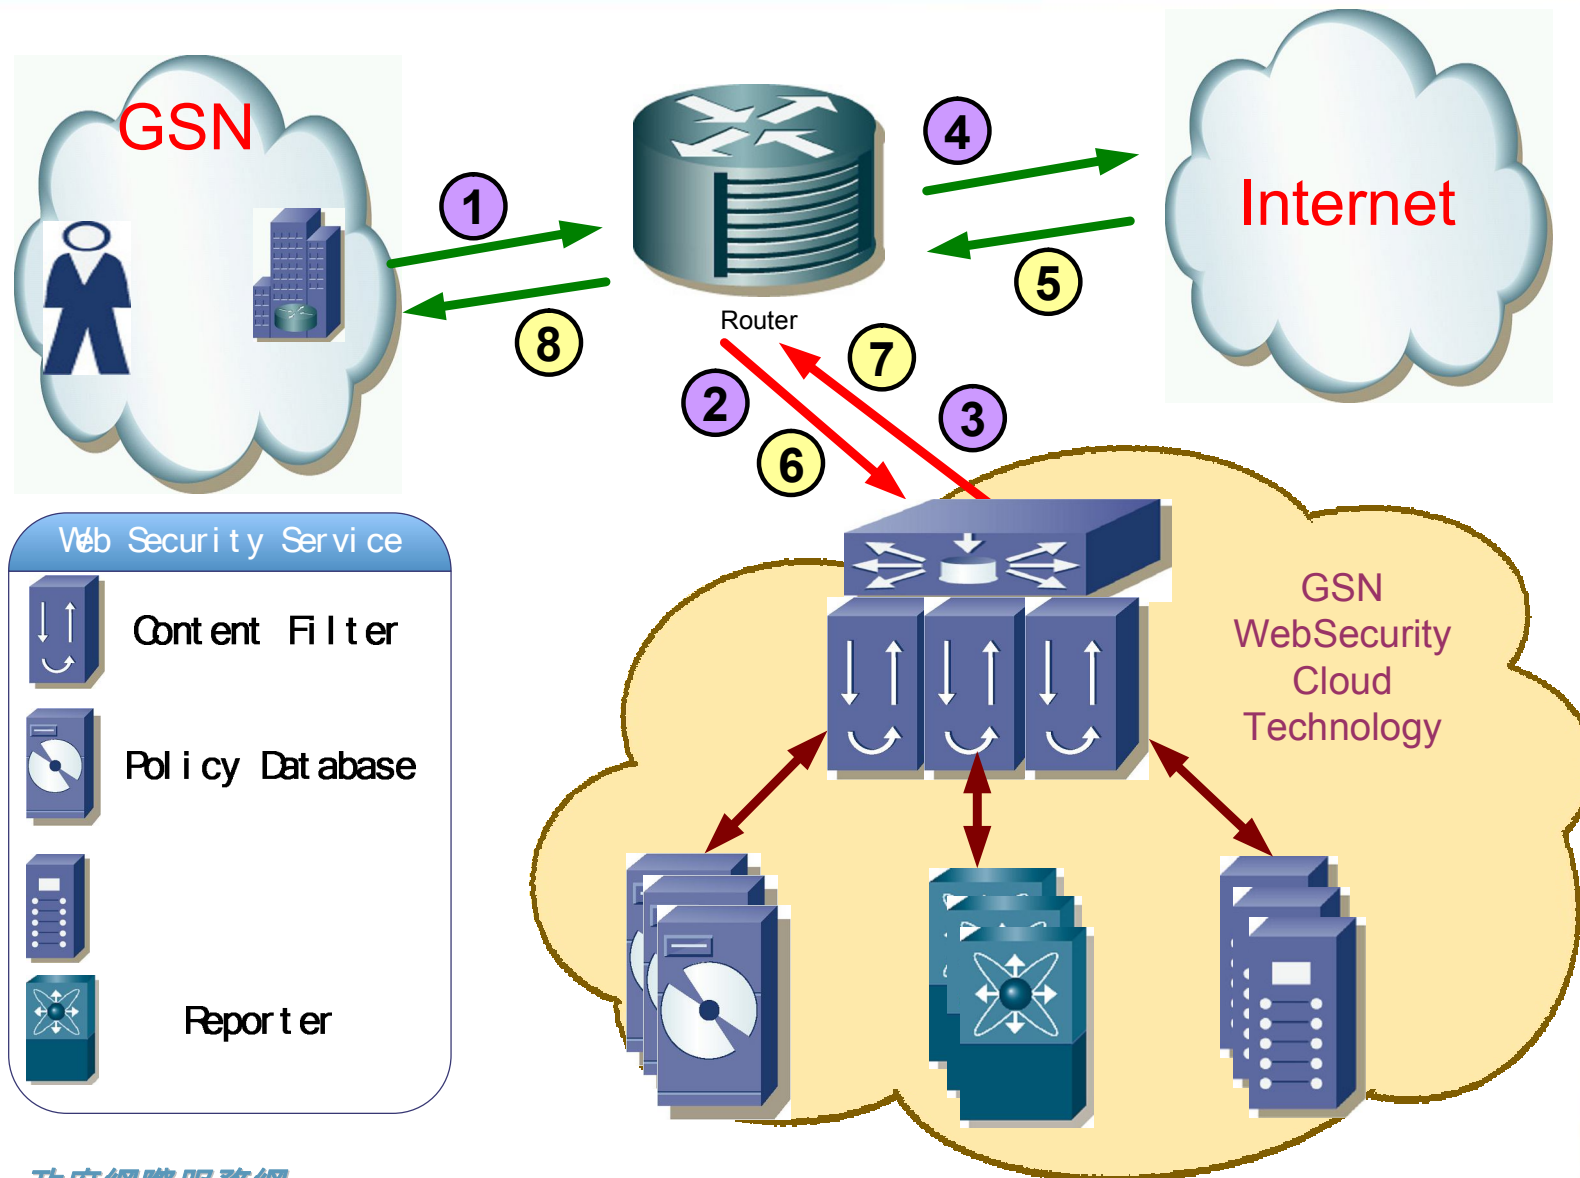 GSN
Internet
1
2
3
4
5
6
7
8
Router
GSN
WebSecurity
Cloud
Technology
Web Security Service
Content Filter
Policy Database
Reporter